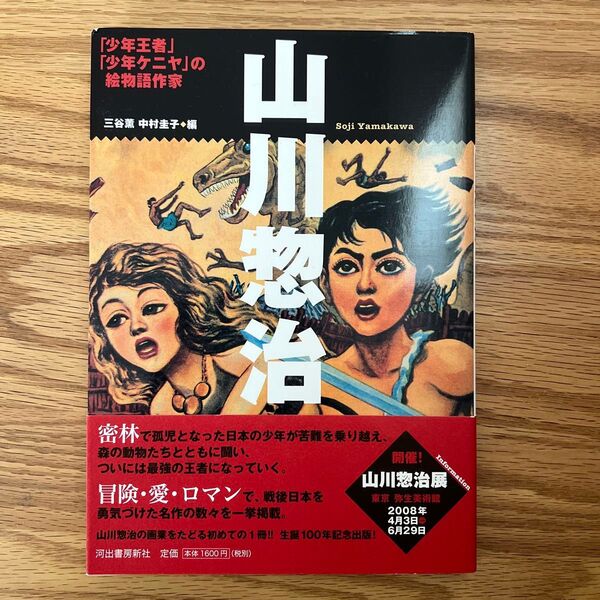 「少年王者」
「少年ケニヤ」の
絵物語作家
三谷薫 中村圭子◆編
山川惣治
Soji Yamakawa
密林で孤児となった日本の少年が苦難を乗り越え、
森の動物たちとともに闘い、
ついには最強の王者になっていく。
冒険・愛・ロマンで、戦後日本を
勇気づけた名作の数々を一挙掲載。
山川惣治の画業をたどる初めての1冊!! 生誕100年記念出版!
河出書房新社 定価 本体1600円(税別)
Information
開催!
山川惣治展
東京 弥生美術館
2008年
4月3日▶
6月29日